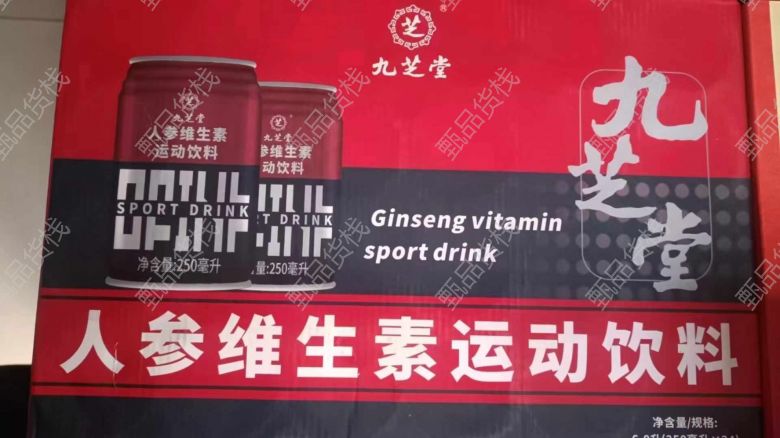 芝
®
九芝堂
芝
九芝堂
人参维生素
运动饮料
SPORT DRINK
净含量:250毫升
九芝堂
参维生素
动饮料
RT DRINK
量:250毫升
Ginseng vitamin
sport drink
九芝堂
人参维生素运动饮料
净含量/规格:
甄品货栈